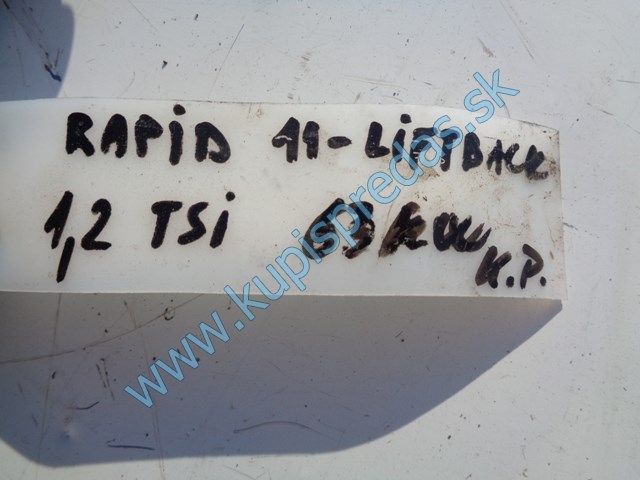 RAPiD 11-LiFTBACK
1,2 TSi 63 KW
K.P.
www.kupispredas.sk